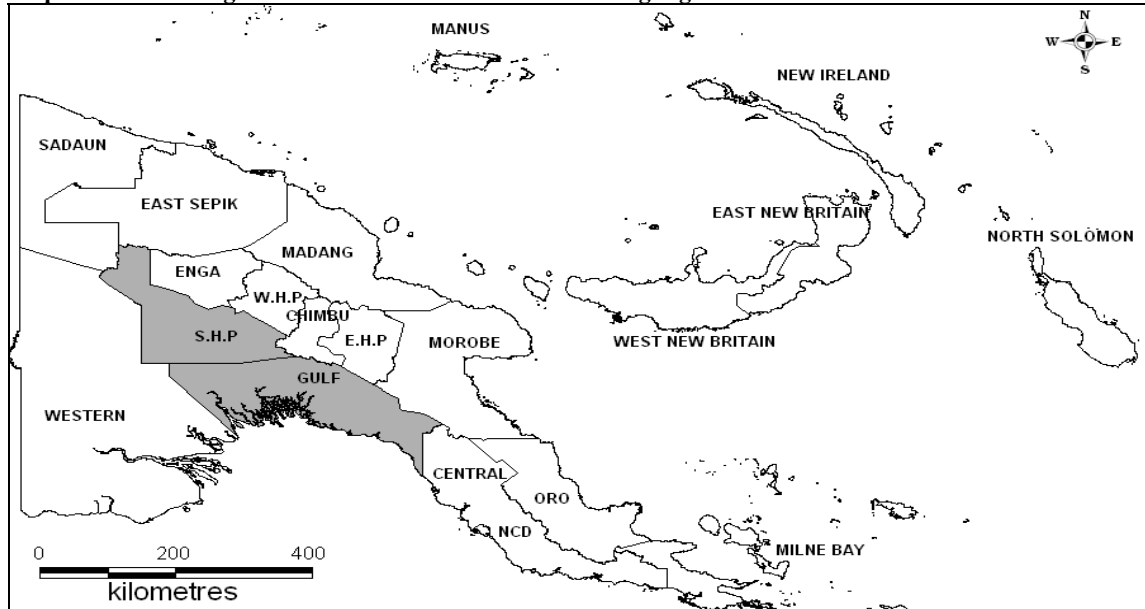 MANUS
N
W E
S
NEW IRELAND
SADAUN
EAST SEPIK
EAST NEW BRITAIN
NORTH SOLOMON
MADANG
ENGA
W.H.P
CHIMBU
S.H.P
E.H.P
MOROBE
WEST NEW BRITAIN
GULF
WESTERN
CENTRAL
ORO
NCD
MILNE BAY
0 200 400
kilometres